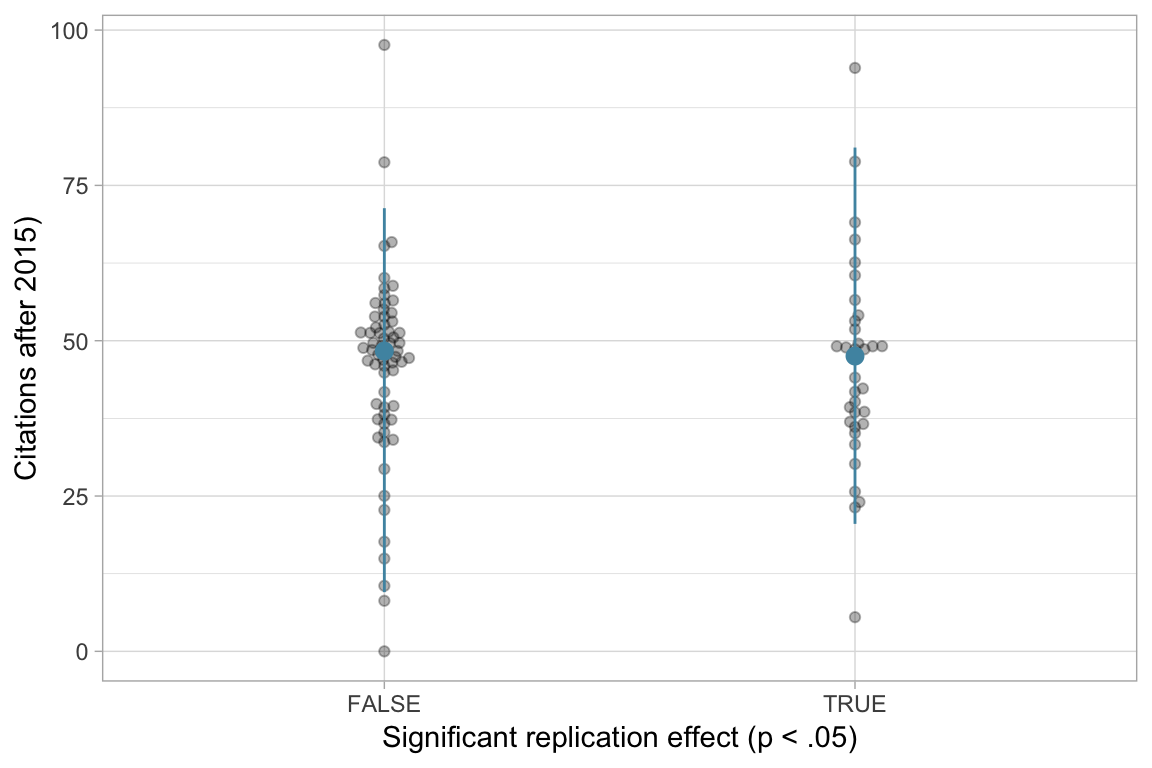 100
75
50
25
0
Citations after 2015)
FALSE
TRUE
Significant replication effect (p < .05)